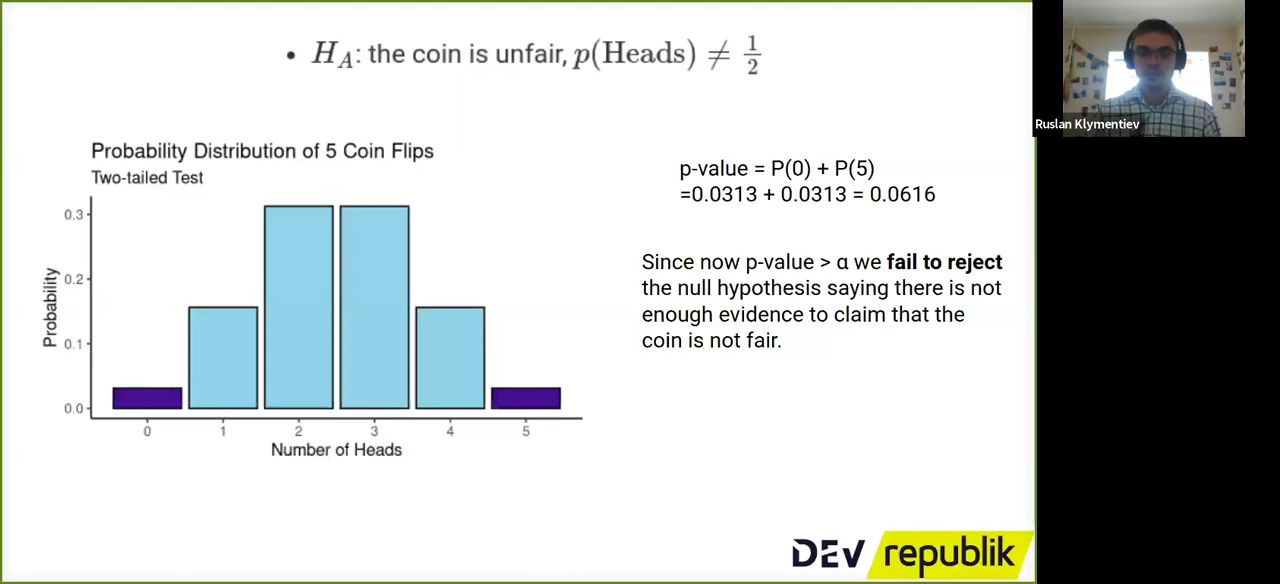 • H_A: the coin is unfair, p(Heads) ≠ 1/2
Ruslan Klymentiev
Probability Distribution of 5 Coin Flips
Two-tailed Test
p-value = P(0) + P(5)
=0.0313 + 0.0313 = 0.0616
Since now p-value > α we fail to reject
the null hypothesis saying there is not
enough evidence to claim that the
coin is not fair.
Probability
0.3
0.2
0.1
0.0
0 1 2 3 4 5
Number of Heads
DEV republik